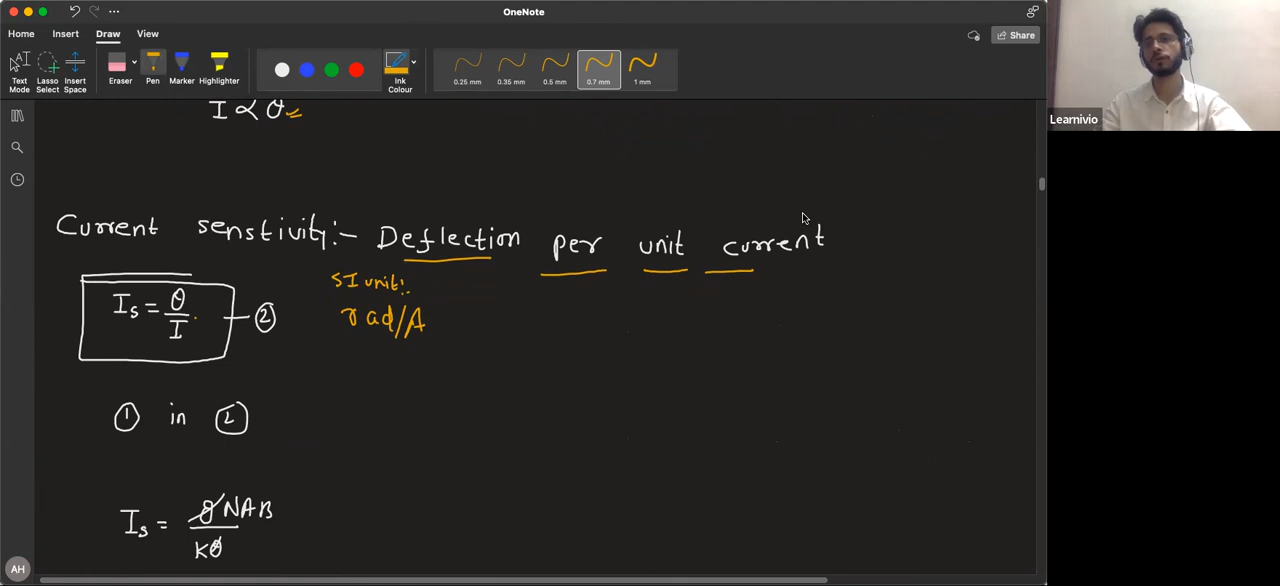 OneNote
Home Insert Draw View
Share
Text Mode
Lasso Select
Insert Space
Eraser
Pen
Marker
Highlighter
Ink Colour
0.25 mm
0.35 mm
0.5 mm
0.7 mm
1 mm
Learnivio
I ∝ θ
Current senstivity:- Deflection per unit current
SI unit:
Is = θ/I — ②
rad/A
① in ②
Is = θNAB/Kθ
AH